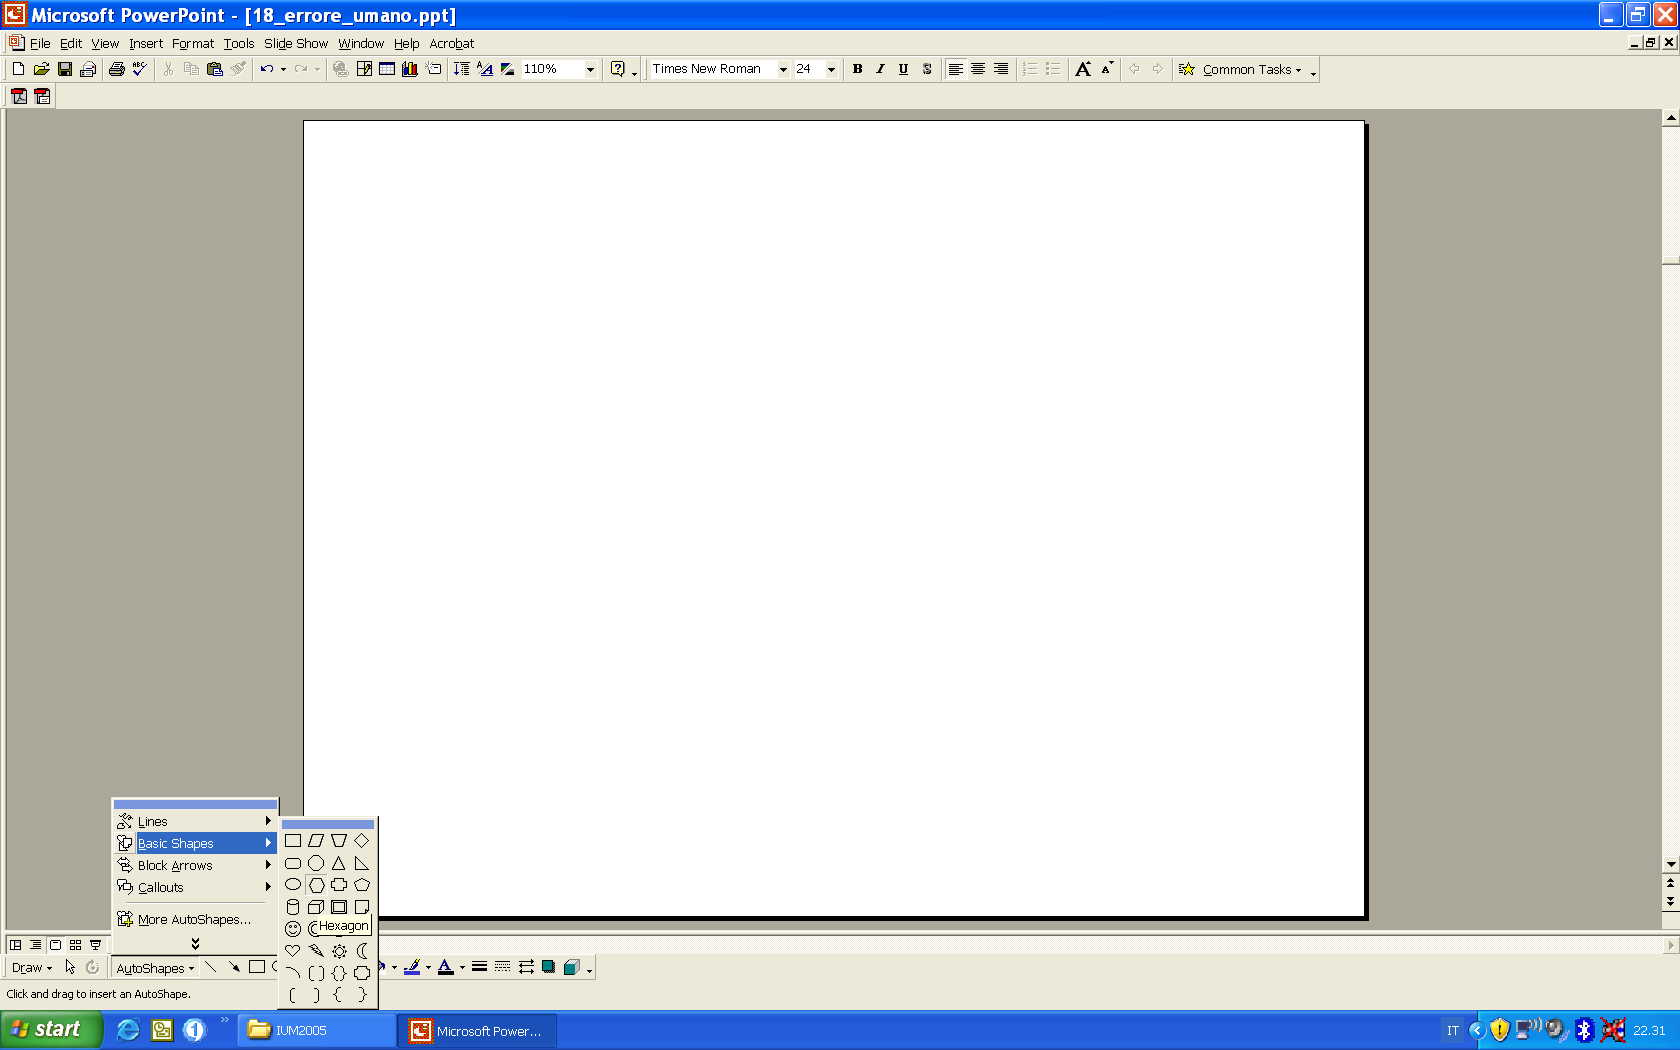 Microsoft PowerPoint - [18_errore_umano.ppt]
File Edit View Insert Format Tools Slide Show Window Help Acrobat
110% Times New Roman 24 B I U S A A Common Tasks
Lines
Basic Shapes
Block Arrows
Callouts
More AutoShapes...
Hexagon
Draw AutoShapes A
Click and drag to insert an AutoShape.
start IUM2005 Microsoft Power... IT 22.31